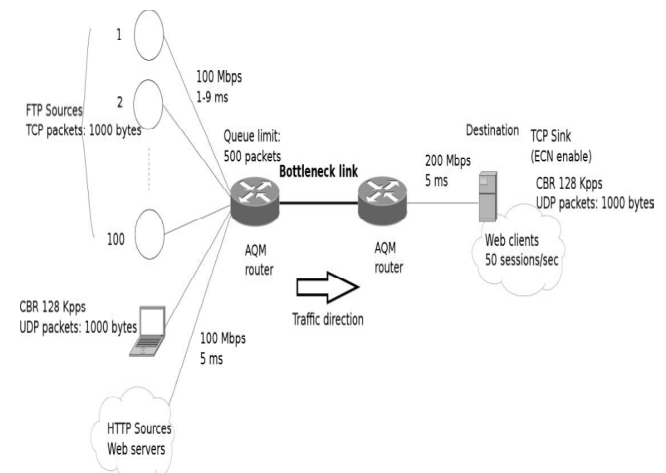 1
FTP Sources
TCP packets: 1000 bytes
2
100
100 Mbps
1-9 ms
Queue limit:
500 packets
Bottleneck link
AQM
router
AQM
router
Traffic direction
200 Mbps
5 ms
Destination
TCP Sink
(ECN enable)
CBR 128 Kpps
UDP packets: 1000 bytes
Web clients
50 sessions/sec
CBR 128 Kpps
UDP packets: 1000 bytes
100 Mbps
5 ms
HTTP Sources
Web servers